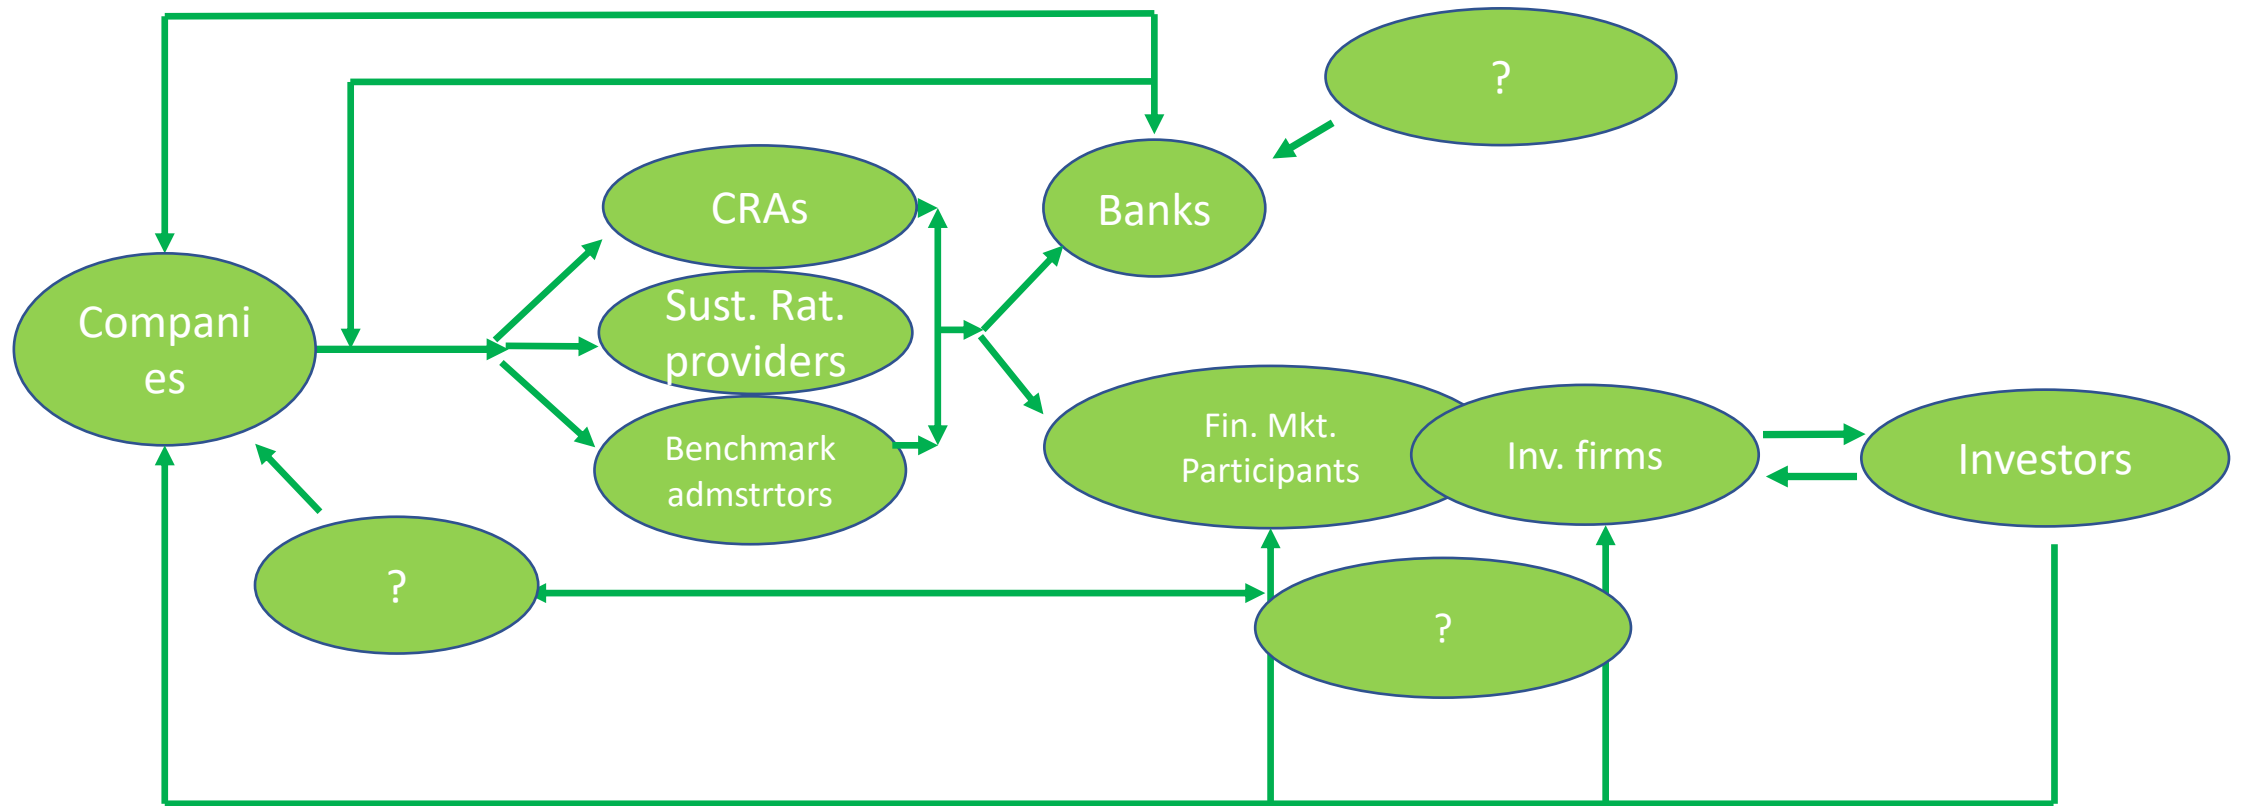 ?
CRAs
Banks
Compani
es
Sust. Rat.
providers
Benchmark
admstrtors
Fin. Mkt.
Participants
Inv. firms
Investors
?
?